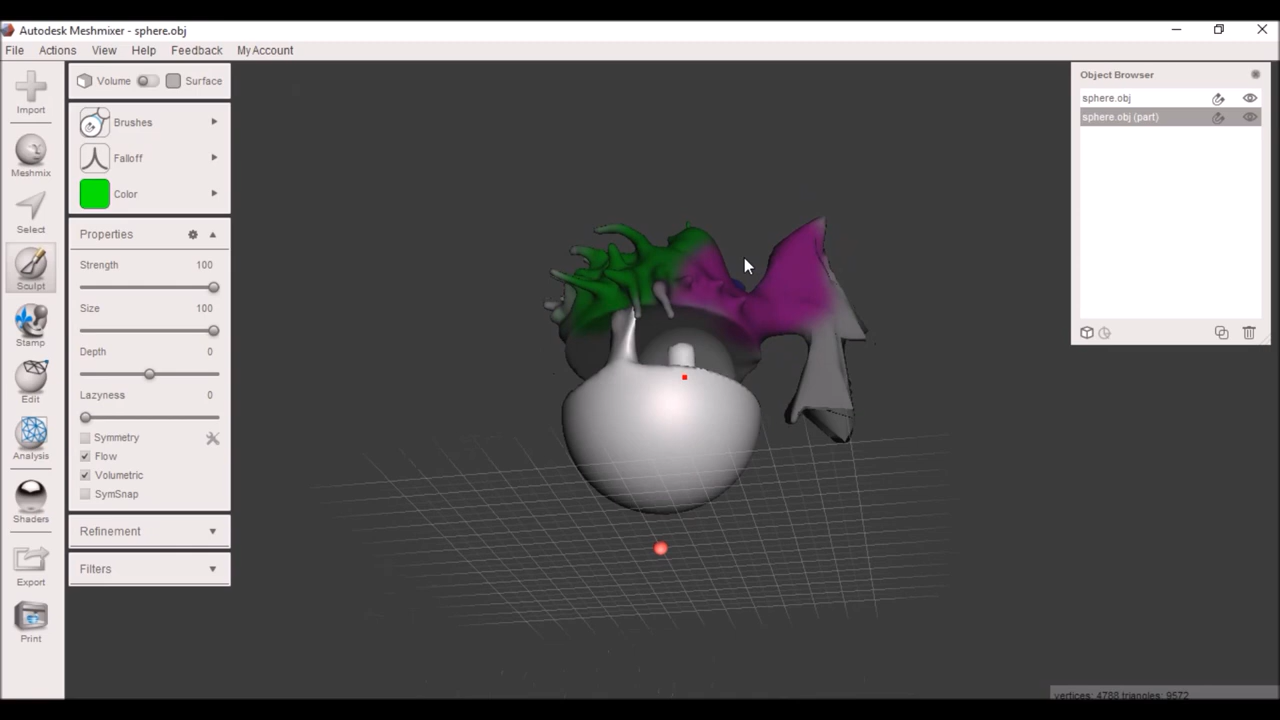 Autodesk Meshmixer - sphere.obj
File Actions View Help Feedback My Account
Import
Meshmix
Select
Sculpt
Stamp
Edit
Analysis
Shaders
Export
Print
Volume Surface
Brushes
Falloff
Color
Properties
Strength 100
Size 100
Depth 0
Lazyness 0
Symmetry
Flow
Volumetric
SymSnap
Refinement
Filters
Object Browser
sphere.obj
sphere.obj (part)
vertices: 4788 triangles: 9572